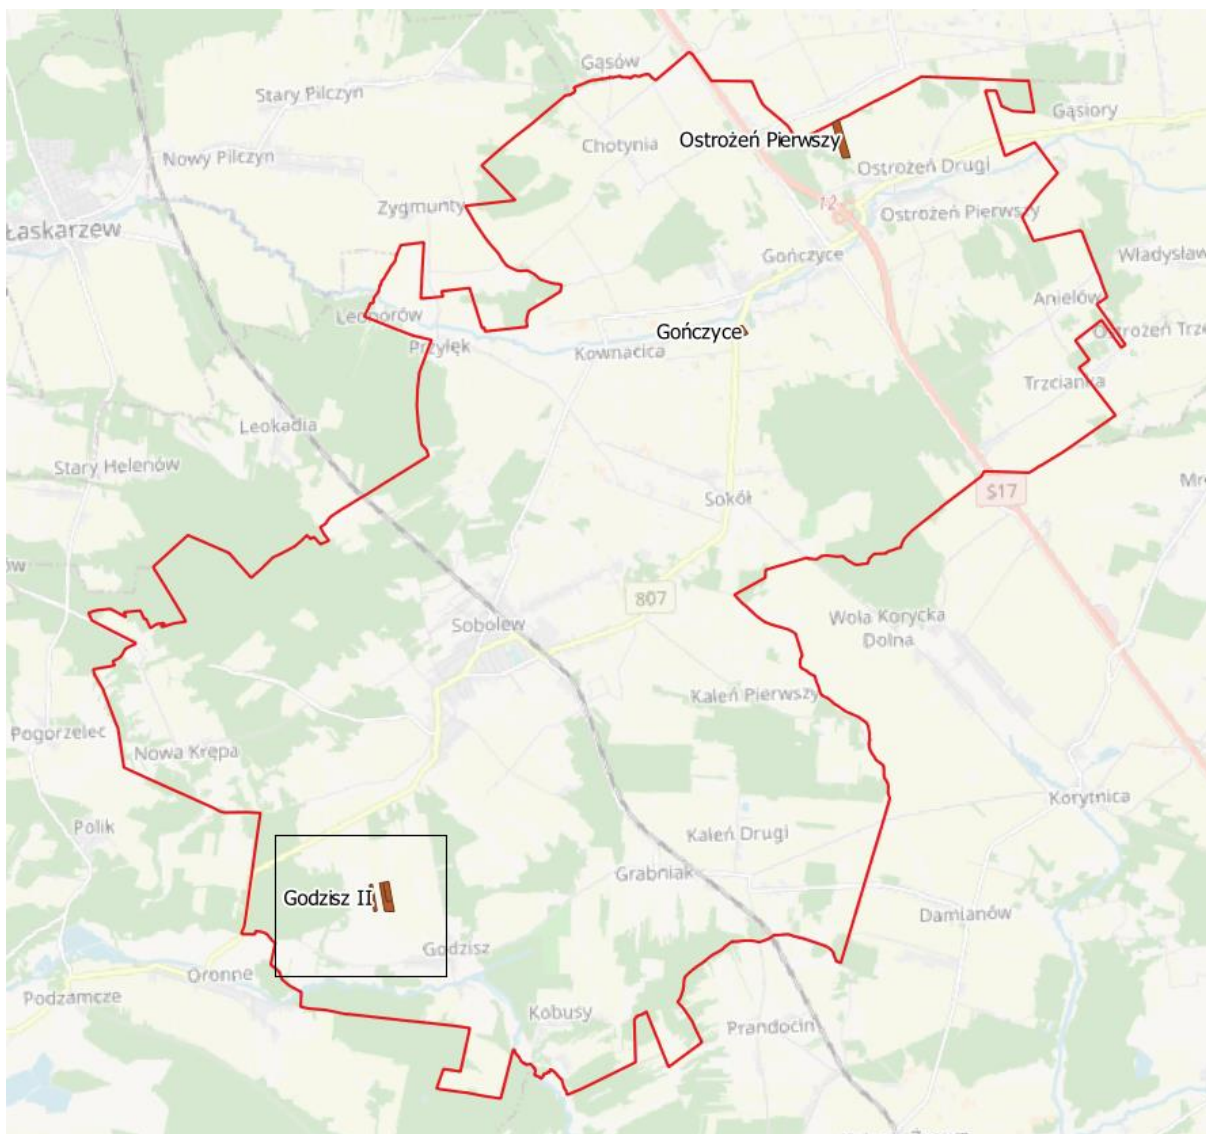 Gąsów
Stary Pilczyn
Gąsiory
Ostrożeń Pierwszy
Chotynia
Nowy Pilczyn
Ostrożeń Drugi
Zygmunty
12
Ostrożeń Pierwszy
Łaskarzew
Gończyce
Władysław
Anielów
Leoporów
Gończyce
Ostrożeń Trze
Przyłęk
Kownacica
Trzcianka
Leokadia
Stary Helenów
Sokół
S17
807
Sobolew
Wola Korycka
Dolna
Kaleń Pierwszy
Pogorzelec
Nowa Krępa
Korytnica
Polik
Kaleń Drugi
Grabniak
Godzisz II
Damianów
Godzisz
Oronne
Podzamcze
Kobusy
Prandocin